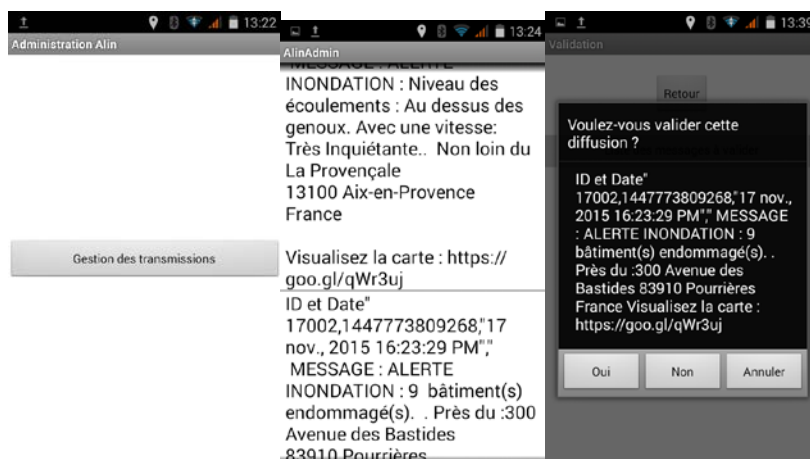 13:22
Administration Alin
Gestion des transmissions
13:24
AlinAdmin
MESSAGE : ALERTE
INONDATION : Niveau des
écoulements : Au dessus des
genoux. Avec une vitesse:
Très Inquiétante.. Non loin du
La Provençale
13100 Aix-en-Provence
France
Visualisez la carte : https://
goo.gl/qWr3uj
ID et Date"
17002,1447773809268,"17
nov., 2015 16:23:29 PM","
MESSAGE : ALERTE
INONDATION : 9 bâtiment(s)
endommagé(s). . Près du :300
Avenue des Bastides
83910 Pourrières
13:39
Validation
Retour
Voulez-vous valider cette
diffusion ?
ID et Date"
17002,1447773809268,"17 nov.,
2015 16:23:29 PM"," MESSAGE
: ALERTE INONDATION : 9
bâtiment(s) endommagé(s). .
Près du :300 Avenue des
Bastides 83910 Pourrières
France Visualisez la carte :
https://goo.gl/qWr3uj
Oui
Non
Annuler